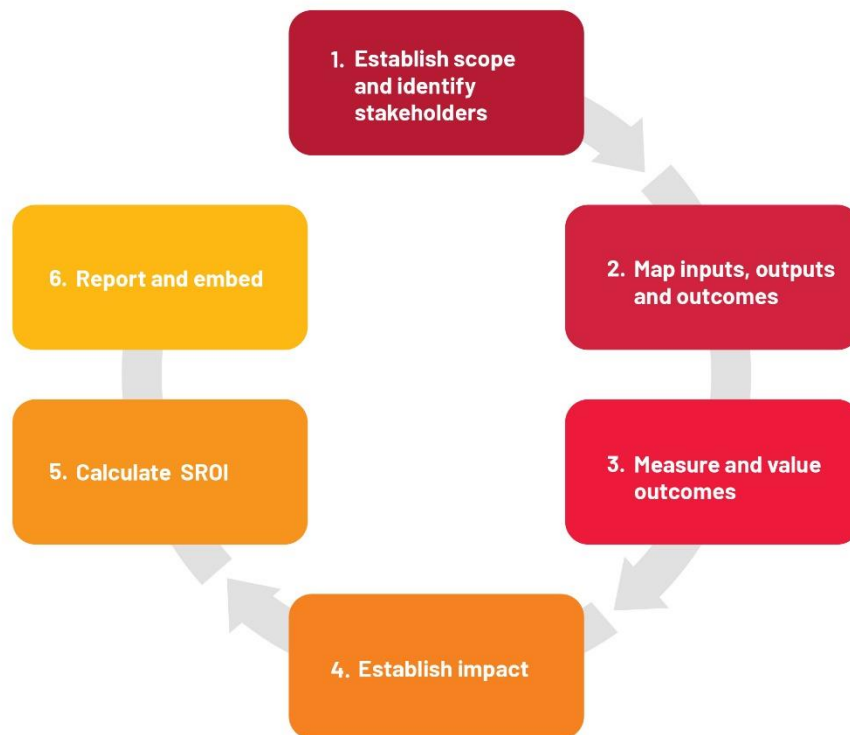 1. Establish scope
and identify
stakeholders
2. Map inputs, outputs
and outcomes
3. Measure and value
outcomes
4. Establish impact
5. Calculate SROI
6. Report and embed